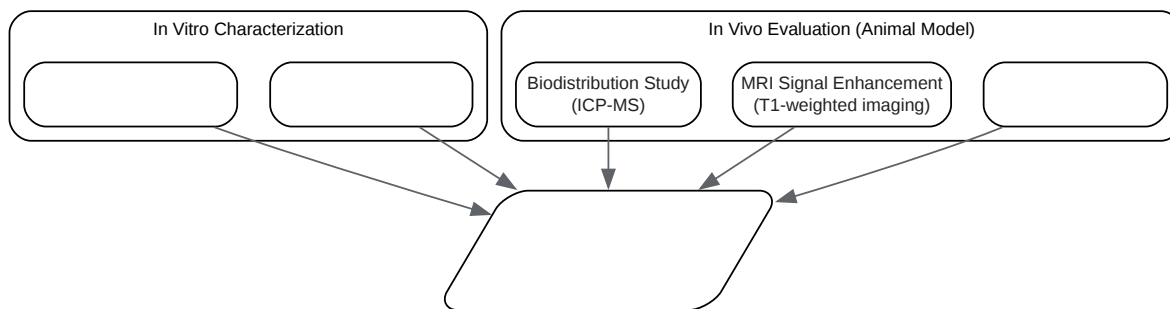 In Vitro Characterization
In Vivo Evaluation (Animal Model)
Biodistribution Study
(ICP-MS)
MRI Signal Enhancement
(T1-weighted imaging)